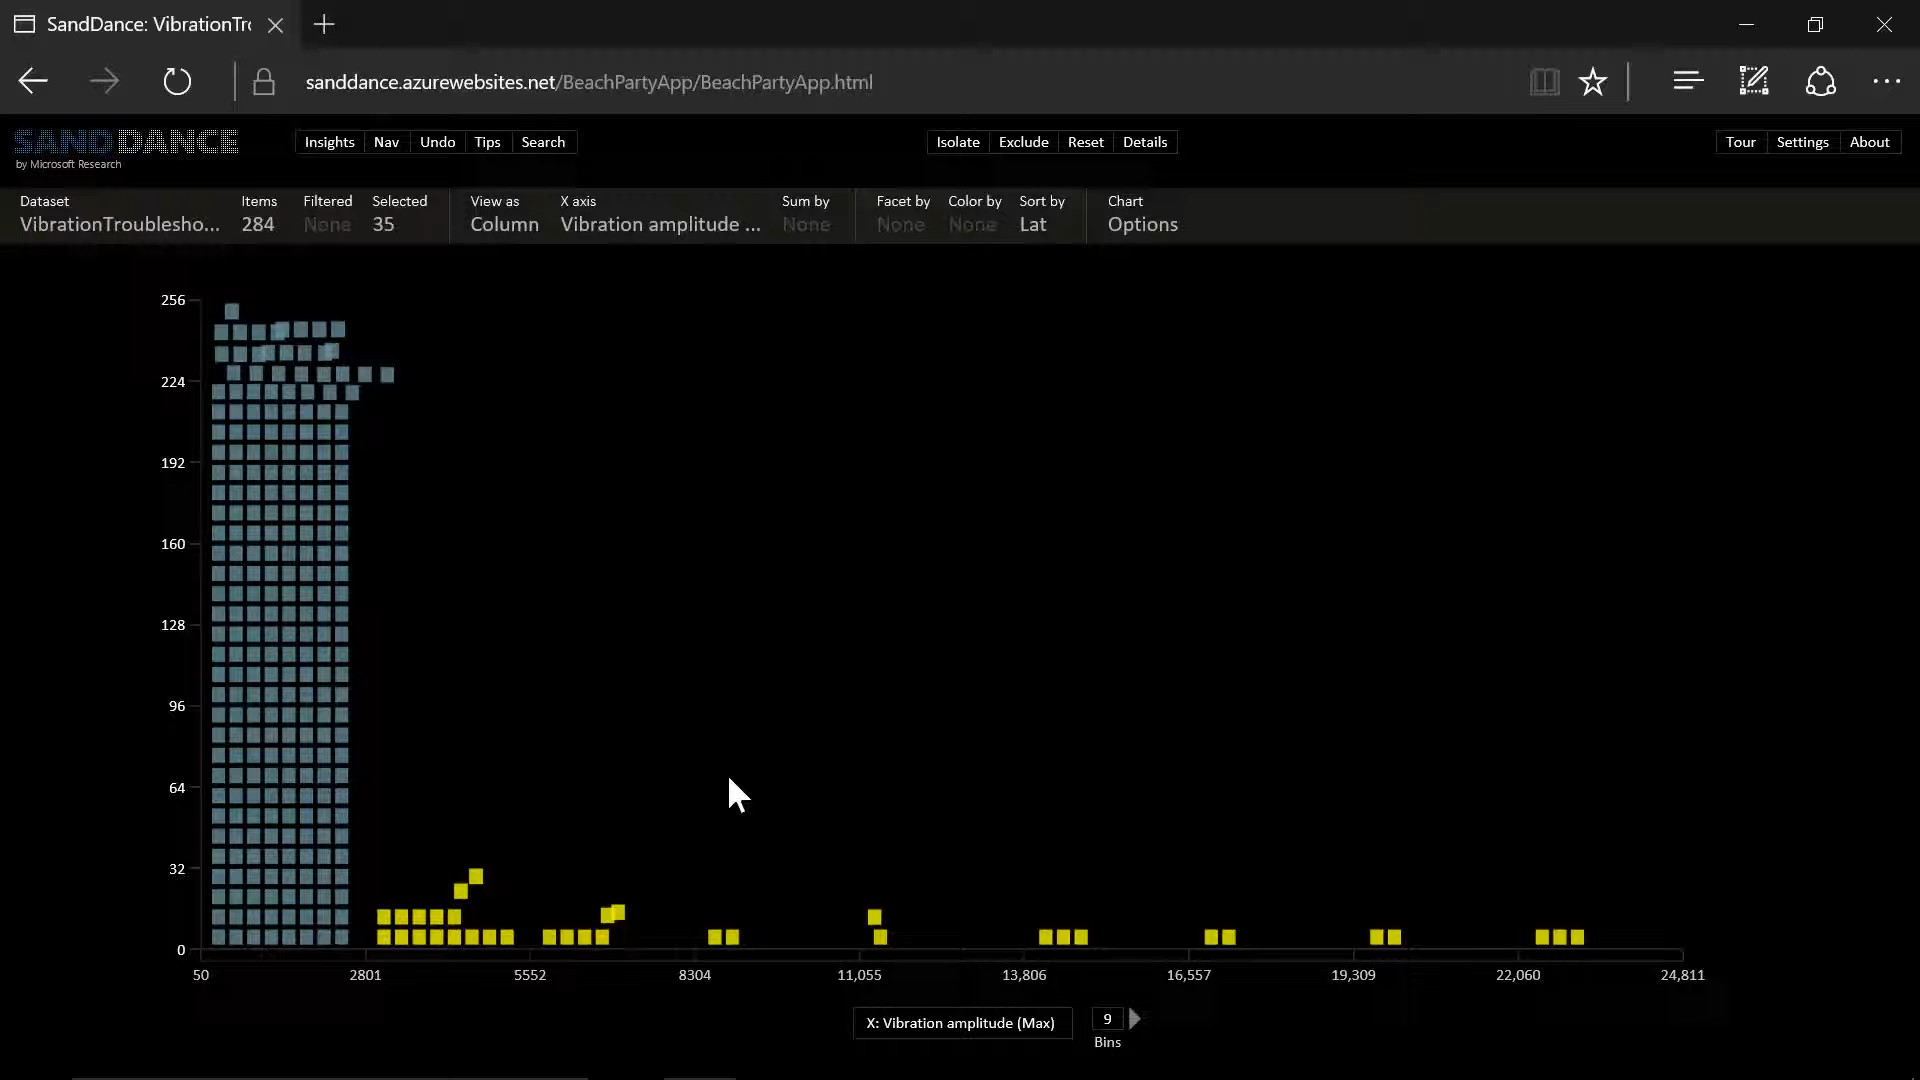 SandDance: VibrationTr
sanddance.azurewebsites.net/BeachPartyApp/BeachPartyApp.html
SANDDANCE
by Microsoft Research
Insights Nav Undo Tips Search
Isolate Exclude Reset Details
Tour Settings About
Dataset Items Filtered Selected View as X axis Sum by Facet by Color by Sort by Chart
VibrationTroublesho... 284 None 35 Column Vibration amplitude ... None None None Lat Options
256
224
192
160
128
96
64
32
0
50 2801 5552 8304 11,055 13,806 16,557 19,309 22,060 24,811
X: Vibration amplitude (Max) 9
Bins